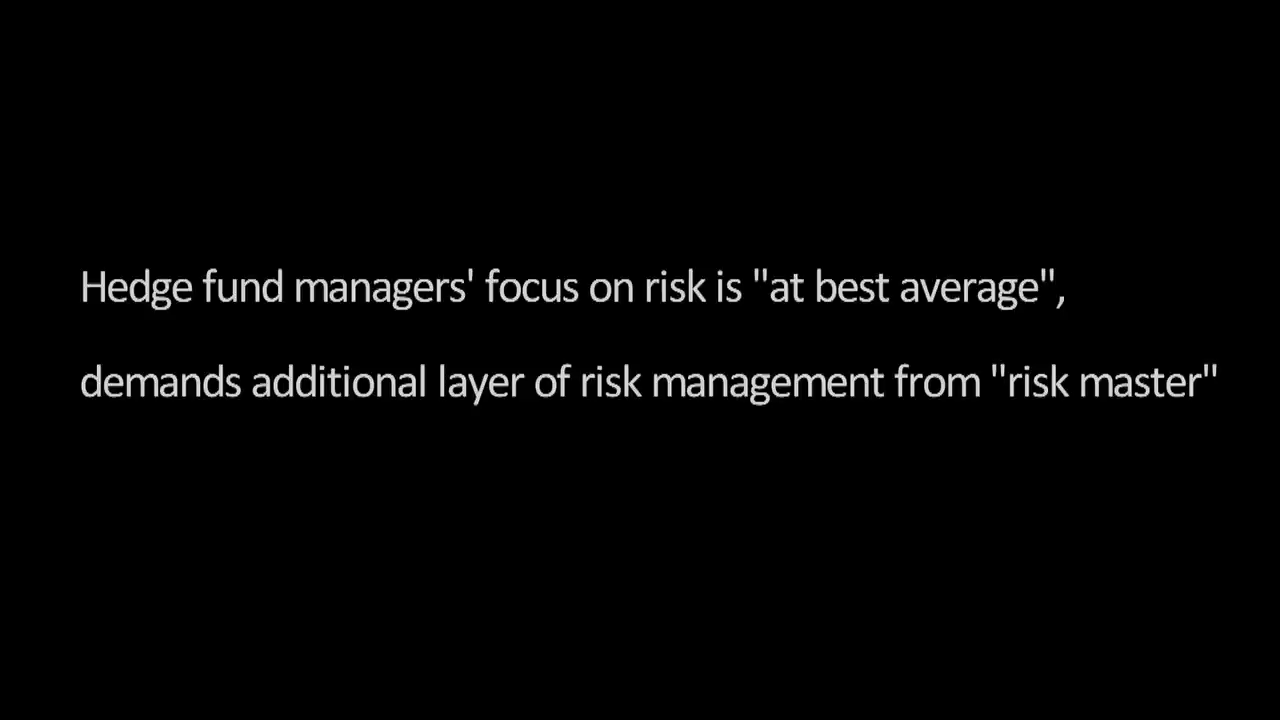 Hedge fund managers' focus on risk is "at best average",
demands additional layer of risk management from "risk master"